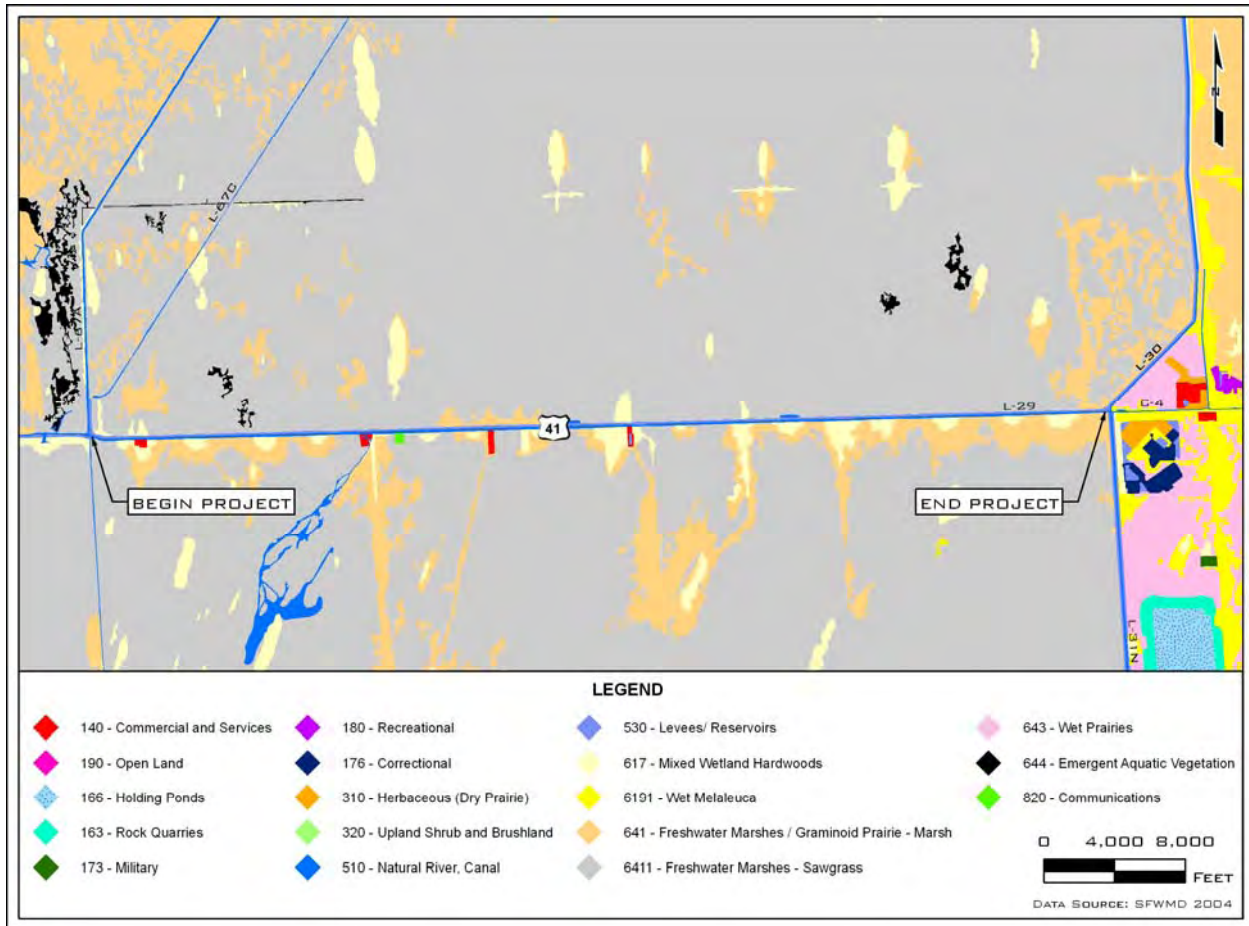 N
L-67C
L-67A
L-30
L-29
C-4
41
BEGIN PROJECT
END PROJECT
L-31N
LEGEND
140 - Commercial and Services
190 - Open Land
166 - Holding Ponds
163 - Rock Quarries
173 - Military
180 - Recreational
176 - Correctional
310 - Herbaceous (Dry Prairie)
320 - Upland Shrub and Brushland
510 - Natural River, Canal
530 - Levees/ Reservoirs
617 - Mixed Wetland Hardwoods
6191 - Wet Melaleuca
641 - Freshwater Marshes / Graminoid Prairie - Marsh
6411 - Freshwater Marshes - Sawgrass
643 - Wet Prairies
644 - Emergent Aquatic Vegetation
820 - Communications
0 4,000 8,000
FEET
DATA SOURCE: SFWMD 2004